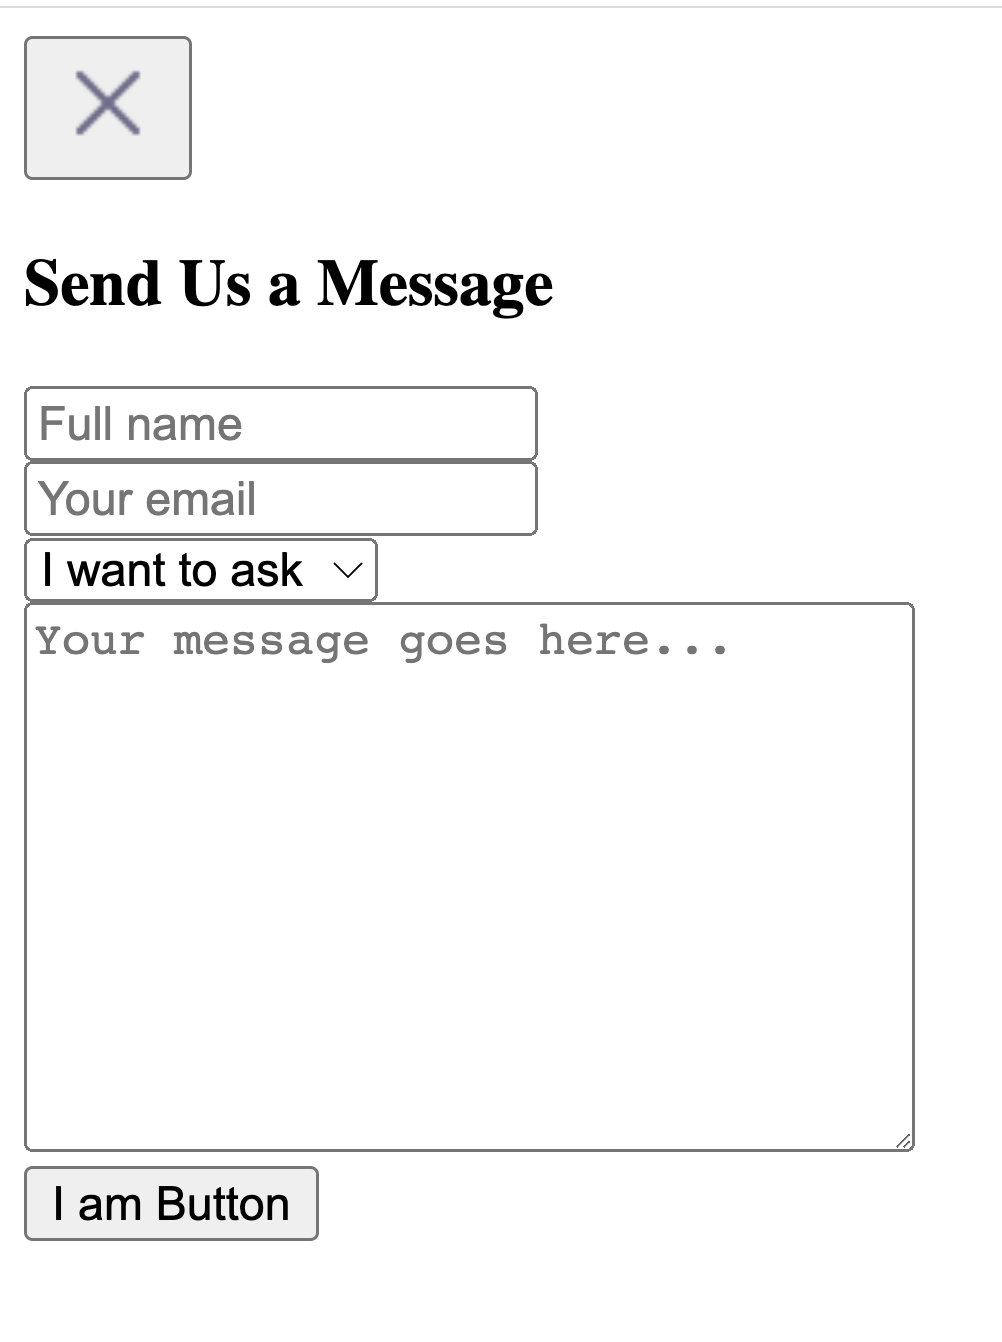 Send Us a Message
Full name
Your email
I want to ask
Your message goes here...
I am Button